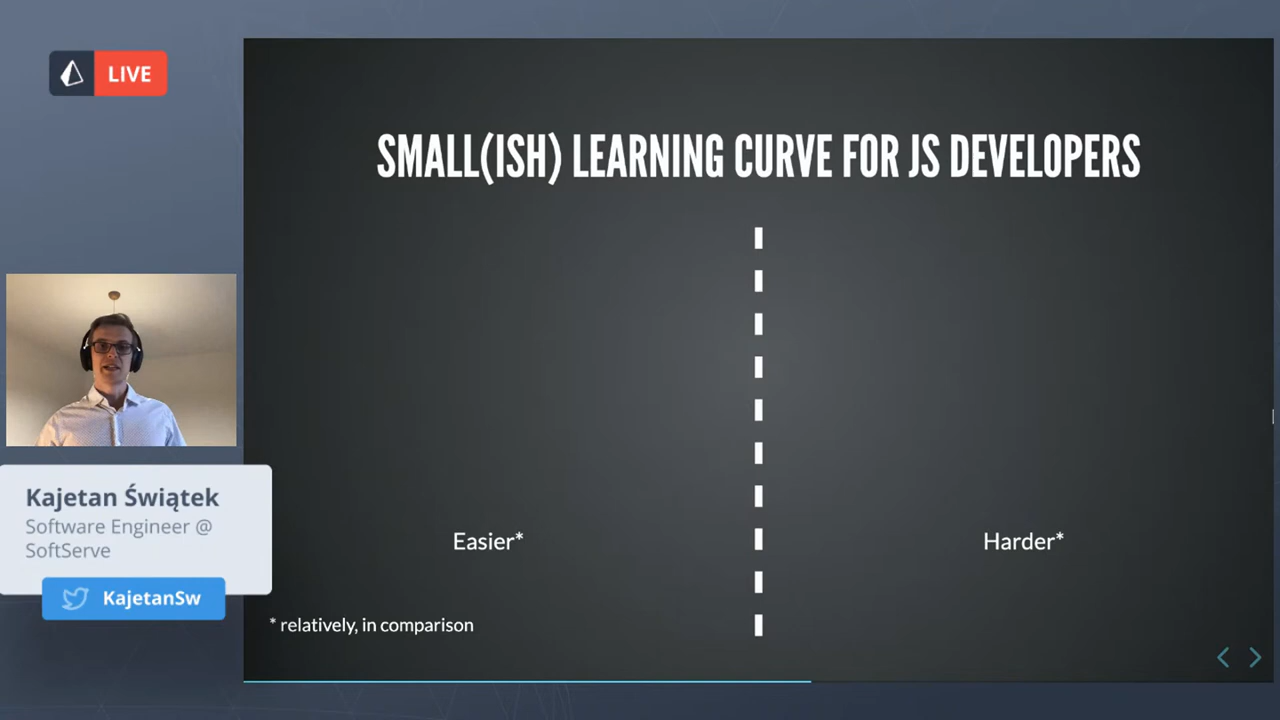 LIVE
SMALL(ISH) LEARNING CURVE FOR JS DEVELOPERS
Kajetan Świątek
Software Engineer @
SoftServe
KajetanSw
Easier*
Harder*
* relatively, in comparison